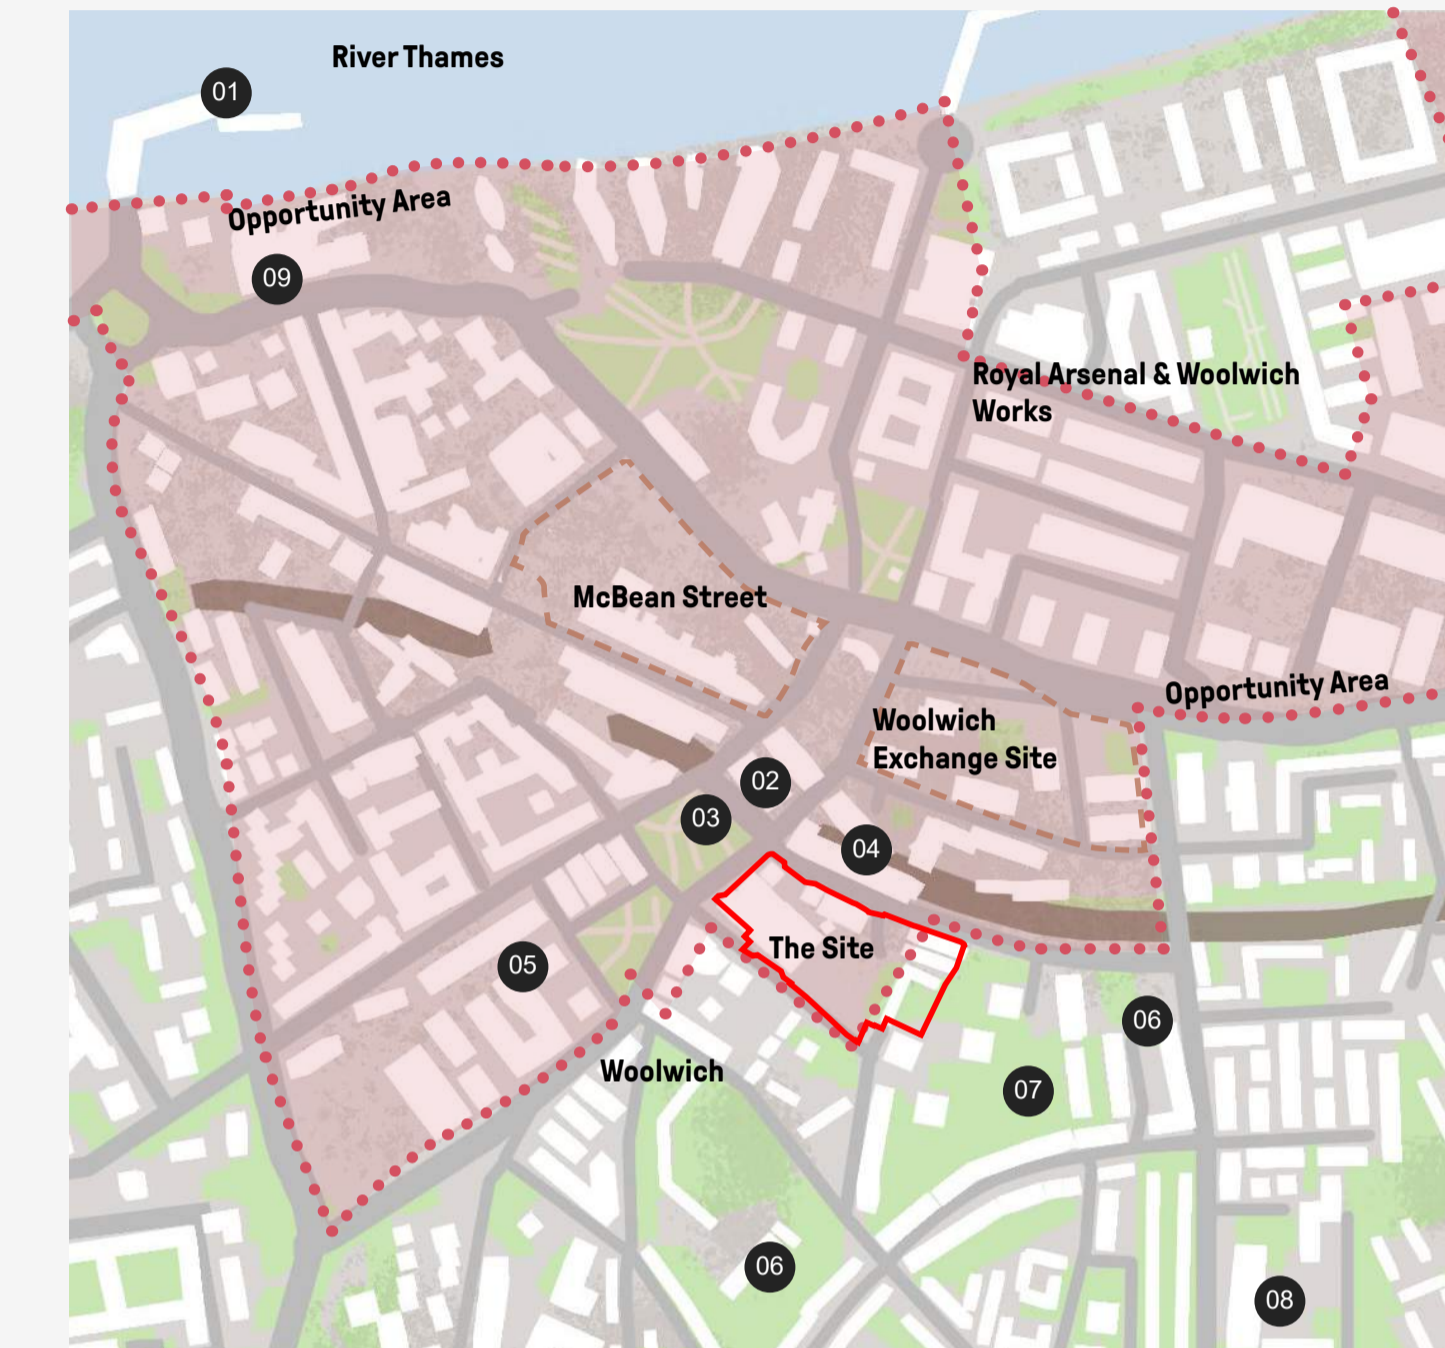 River Thames
01
Opportunity Area
09
Royal Arsenal & Woolwich
Works
McBean Street
Opportunity Area
Woolwich
Exchange Site
02
03
04
The Site
05
06
Woolwich
07
06
08